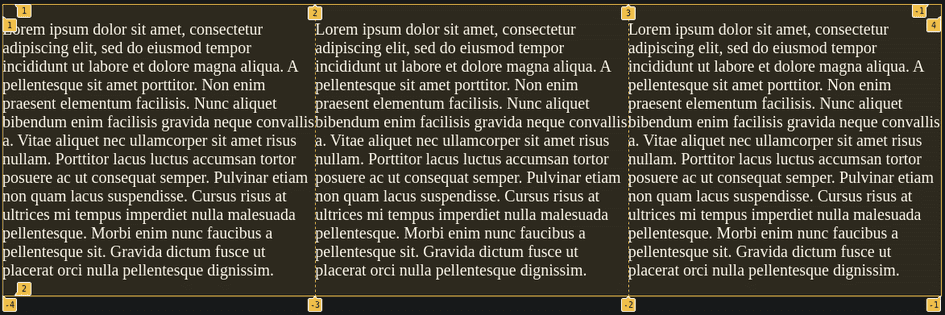 1
2
3
-1
1
4
Lorem ipsum dolor sit amet, consectetur
adipiscing elit, sed do eiusmod tempor
incididunt ut labore et dolore magna aliqua. A
pellentesque sit amet porttitor. Non enim
praesent elementum facilisis. Nunc aliquet
bibendum enim facilisis gravida neque convallis
a. Vitae aliquet nec ullamcorper sit amet risus
nullam. Porttitor lacus luctus accumsan tortor
posuere ac ut consequat semper. Pulvinar etiam
non quam lacus suspendisse. Cursus risus at
ultrices mi tempus imperdiet nulla malesuada
pellentesque. Morbi enim nunc faucibus a
pellentesque sit. Gravida dictum fusce ut
placerat orci nulla pellentesque dignissim.
Lorem ipsum dolor sit amet, consectetur
adipiscing elit, sed do eiusmod tempor
incididunt ut labore et dolore magna aliqua. A
pellentesque sit amet porttitor. Non enim
praesent elementum facilisis. Nunc aliquet
bibendum enim facilisis gravida neque convallis
a. Vitae aliquet nec ullamcorper sit amet risus
nullam. Porttitor lacus luctus accumsan tortor
posuere ac ut consequat semper. Pulvinar etiam
non quam lacus suspendisse. Cursus risus at
ultrices mi tempus imperdiet nulla malesuada
pellentesque. Morbi enim nunc faucibus a
pellentesque sit. Gravida dictum fusce ut
placerat orci nulla pellentesque dignissim.
Lorem ipsum dolor sit amet, consectetur
adipiscing elit, sed do eiusmod tempor
incididunt ut labore et dolore magna aliqua. A
pellentesque sit amet porttitor. Non enim
praesent elementum facilisis. Nunc aliquet
bibendum enim facilisis gravida neque convallis
a. Vitae aliquet nec ullamcorper sit amet risus
nullam. Porttitor lacus luctus accumsan tortor
posuere ac ut consequat semper. Pulvinar etiam
non quam lacus suspendisse. Cursus risus at
ultrices mi tempus imperdiet nulla malesuada
pellentesque. Morbi enim nunc faucibus a
pellentesque sit. Gravida dictum fusce ut
placerat orci nulla pellentesque dignissim.
2
-4
-3
-2
-1